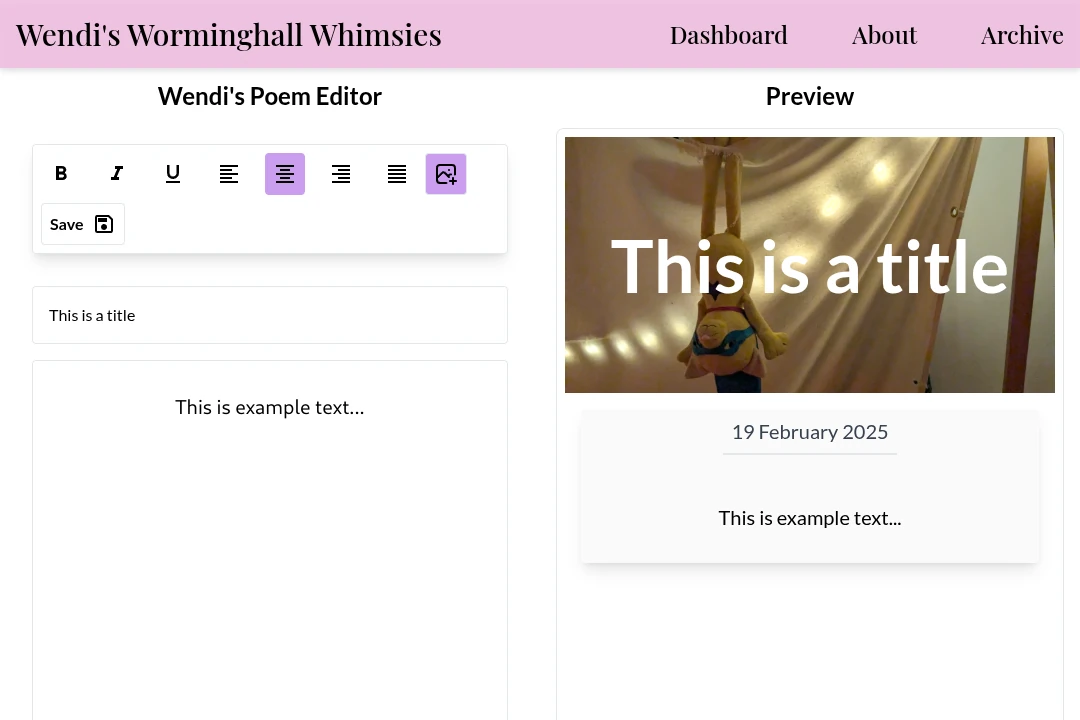 Wendi's Worminghall Whimsies
Dashboard
About
Archive
Wendi's Poem Editor
B I U
Save
This is a title
This is example text...
Preview
This is a title
19 February 2025
This is example text...